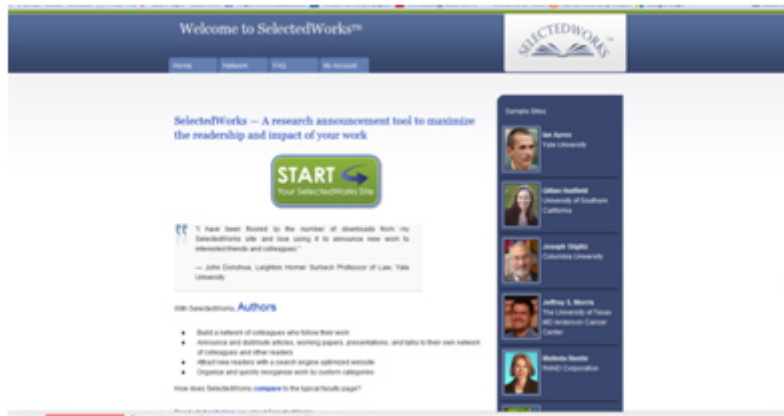 Welcome to SelectedWorks™
SELECTEDWORKS™
Home Network FAQ My Account
SelectedWorks — A research announcement tool to maximize
the readership and impact of your work
START
Your SelectedWorks Site
"I have been floored by the number of downloads from my
SelectedWorks site and love using it to announce new work to
interested friends and colleagues."
— John Donohue, Leighton Homer Surbeck Professor of Law, Yale
University
With SelectedWorks, Authors
Build a network of colleagues who follow their work
Announce and distribute articles, working papers, presentations, and talks to their own network
of colleagues and other readers
Attract new readers with a search engine optimized website
Organize and quickly reorganize work by custom categories
How does SelectedWorks compare to the typical faculty page?
Sample Sites:
Ian Ayres
Yale University
Gillian Hadfield
University of Southern
California
Joseph Stiglitz
Columbia University
Jeffrey S. Morris
The University of Texas
MD Anderson Cancer
Center
Melinda Buntin
RAND Corporation